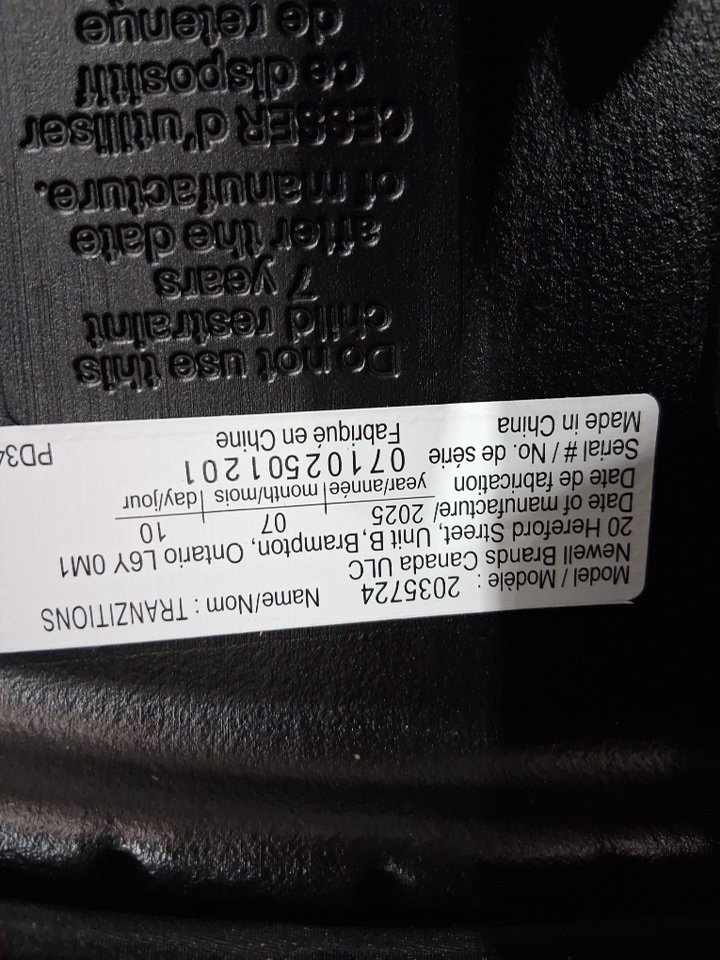 Model / Modèle : 2035724 Name/Nom : TRANZITIONS
Newell Brands Canada ULC
20 Hereford Street, Unit B, Brampton, Ontario L6Y 0M1
Date of manufacture/ 2025 07 10
Date de fabrication year/année month/mois day/jour
Serial # / No. de série 07102501201
Made in China Fabriqué en Chine
Do not use this
child restraint
7 years
after the date
of manufacture.
CESSER d'utiliser
ce dispositif
de retenue